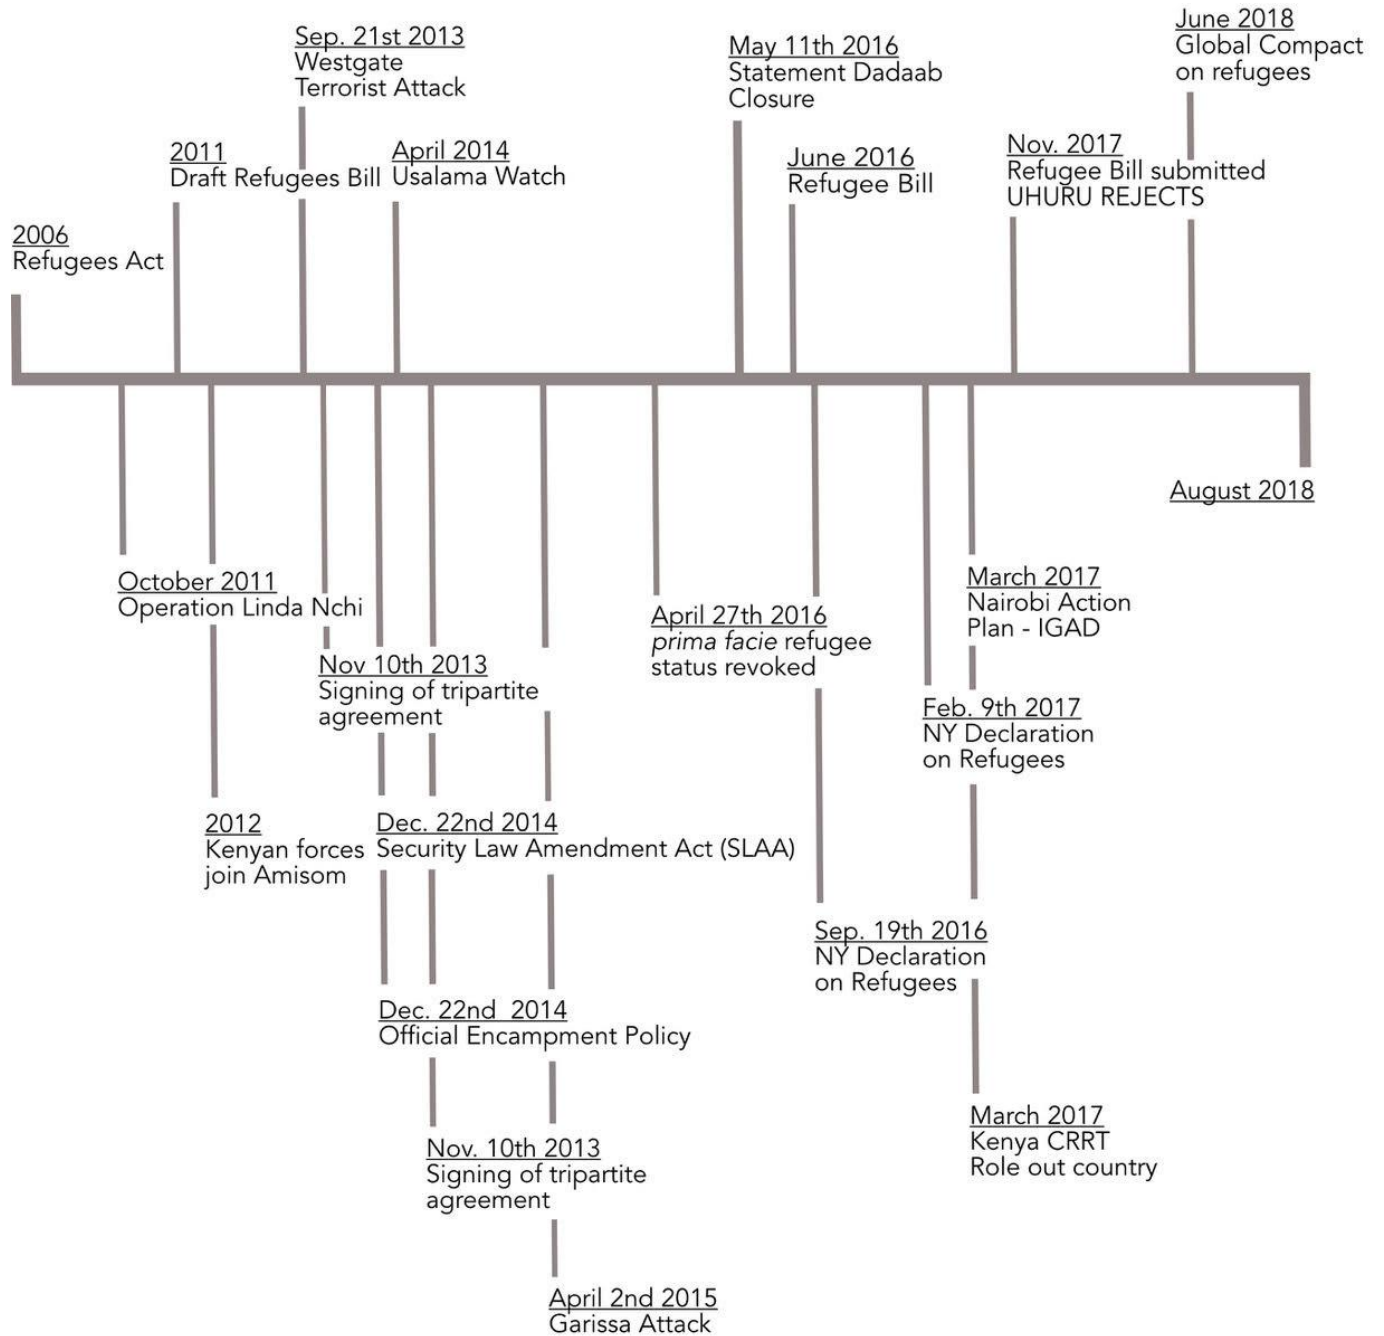 Sep. 21st 2013
Westgate
Terrorist Attack
May 11th 2016
Statement Dadaab
Closure
June 2018
Global Compact
on refugees
2011
Draft Refugees Bill
April 2014
Usalama Watch
June 2016
Refugee Bill
Nov. 2017
Refugee Bill submitted
UHURU REJECTS
2006
Refugees Act
August 2018
October 2011
Operation Linda Nchi
March 2017
Nairobi Action
Plan - IGAD
April 27th 2016
prima facie refugee
status revoked
Nov 10th 2013
Signing of tripartite
agreement
Feb. 9th 2017
NY Declaration
on Refugees
2012
Kenyan forces
join Amisom
Dec. 22nd 2014
Security Law Amendment Act (SLAA)
Sep. 19th 2016
NY Declaration
on Refugees
Dec. 22nd 2014
Official Encampment Policy
March 2017
Kenya CRRT
Role out country
Nov. 10th 2013
Signing of tripartite
agreement
April 2nd 2015
Garissa Attack